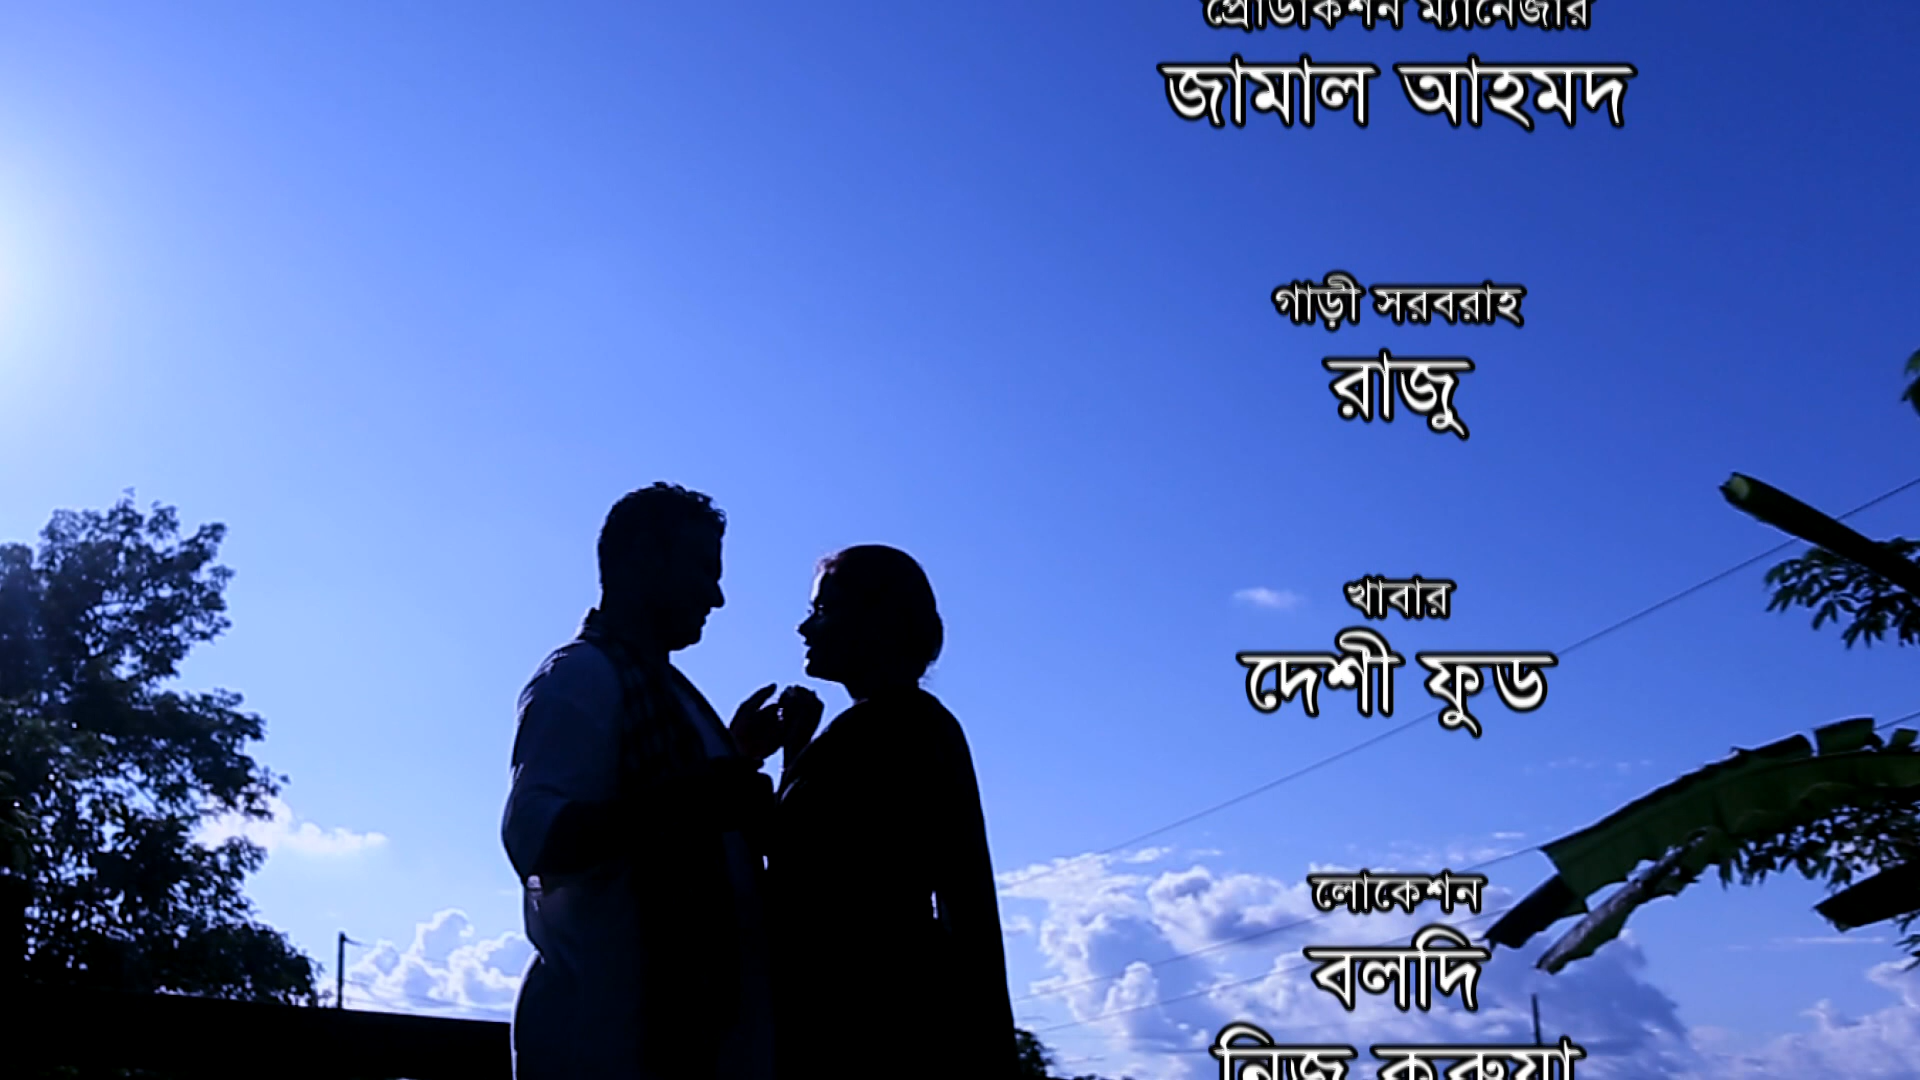 প্রোডাকশন ম্যানেজার
জামাল আহমদ
গাড়ী সরবরাহ
রাজু
খাবার
দেশী ফুড
লোকেশন
বলদি
নিজ কুরুয়া